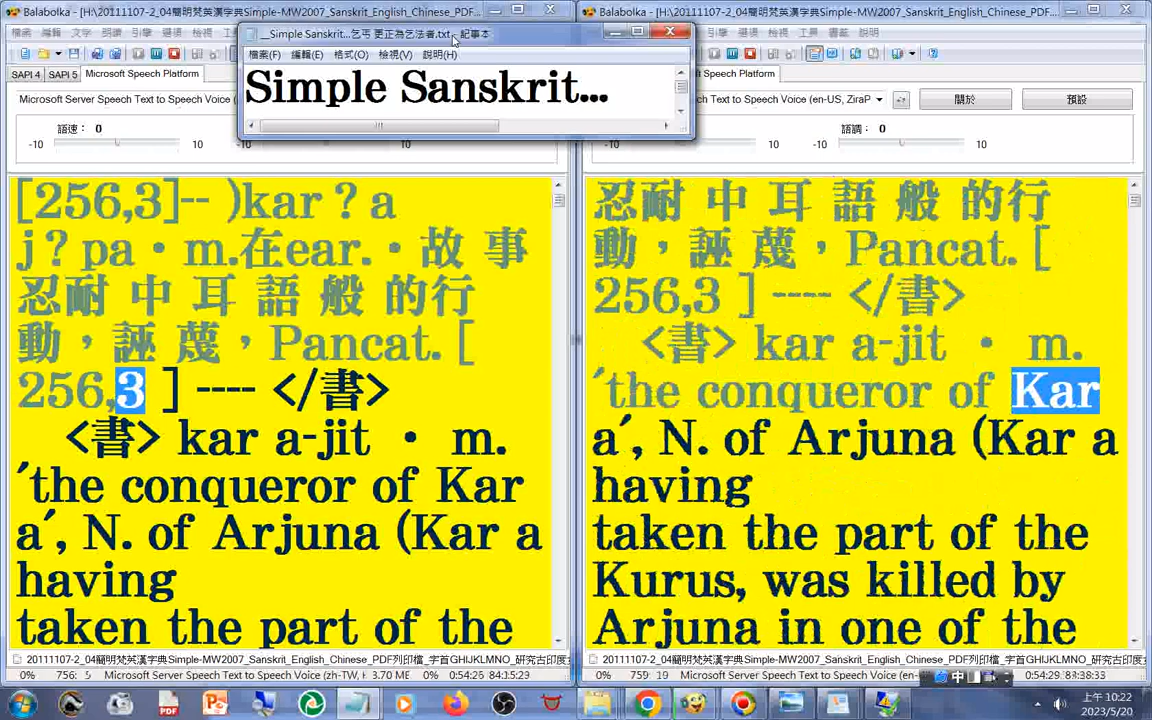 Balabolka - [H:\20111107-2_04簡明梵英漢字典Simple-MW2007_Sanskrit_English_Chinese_PDF...
Balabolka - [H:\20111107-2_04簡明梵英漢字典Simple-MW2007_Sanskrit_English_Chinese_PDF...
__Simple Sanskrit...乞丐 更正為乞法者.txt - 記事本
檔案(F) 編輯(E) 格式(O) 檢視(V) 說明(H)
Simple Sanskrit...
SAPI 4 SAPI 5 Microsoft Speech Platform
t Speech Platform
Microsoft Server Speech Text to Speech Voice (
ch Text to Speech Voice (en-US, ZiraP
關於
預設
語速： 0
-10 10
10
語調： 0
-10 10
[256,3]-- )kar ? a
j ? pa · m.在ear. · 故 事
忍耐 中 耳 語 般 的行
動，誣 蔑，Pancat. [
256,3 ] ---- </書>
<書> kar a-jit · m.
´the conqueror of Kar
a´, N. of Arjuna (Kar a
having
taken the part of the
忍耐 中 耳 語 般 的行
動，誣 蔑，Pancat. [
256,3 ] ---- </書>
<書> kar a-jit · m.
´the conqueror of Kar
a´, N. of Arjuna (Kar a
having
taken the part of the
Kurus, was killed by
Arjuna in one of the
20111107-2_04簡明梵英漢字典Simple-MW2007_Sanskrit_English_Chinese_PDF列印檔_字首GHIJKLMNO_研究古印度
20111107-2_04簡明梵英漢字典Simple-MW2007_Sanskrit_English_Chinese_PDF列印檔_字首GHIJKLMNO_研究古印度
0% 756: 5 Microsoft Server Speech Text to Speech Voice (zh-TW, 3.70 ME 0% 0:54:26
0% 759: 19 Microsoft Server Speech Text to Speech Voice 0:54:29
中
上午 10:22
2023/5/20